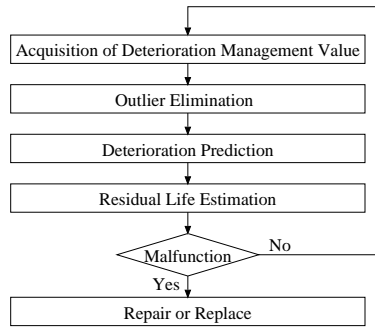 Acquisition of Deterioration Management Value
Outlier Elimination
Deterioration Prediction
Residual Life Estimation
Malfunction
No
Yes
Repair or Replace